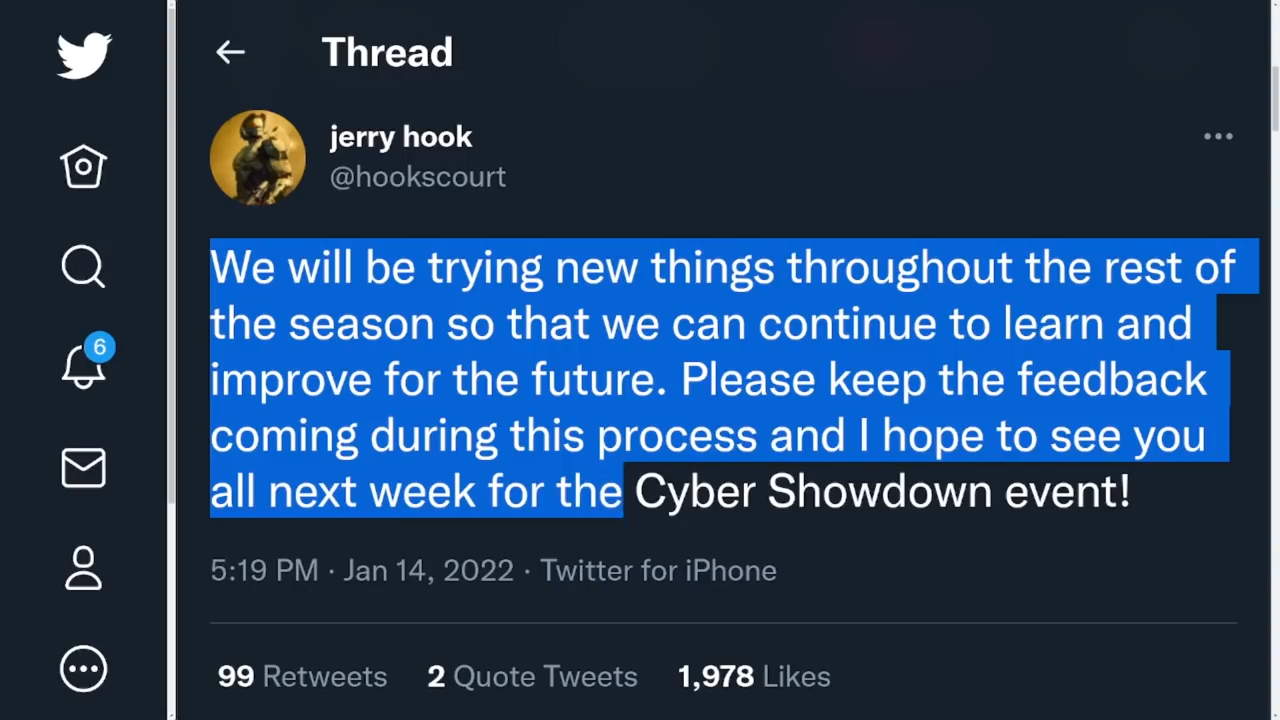 Thread
jerry hook
@hookscourt
We will be trying new things throughout the rest of
the season so that we can continue to learn and
improve for the future. Please keep the feedback
coming during this process and I hope to see you
all next week for the Cyber Showdown event!
6
5:19 PM · Jan 14, 2022 · Twitter for iPhone
99 Retweets 2 Quote Tweets 1,978 Likes